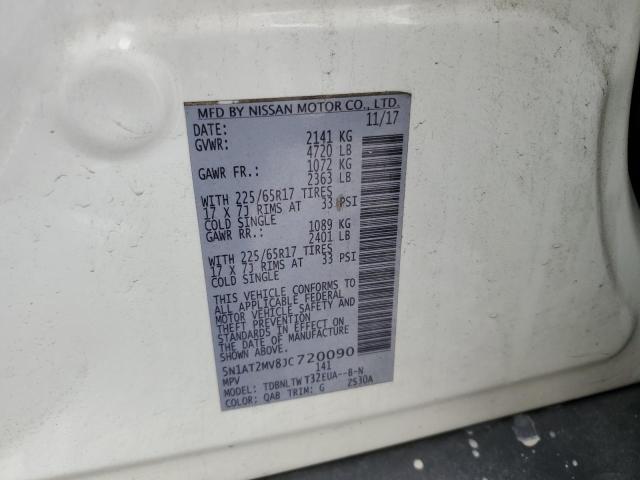 MFD BY NISSAN MOTOR CO., LTD.
DATE: 11/17
GVWR: 2141 KG
4720 LB
GAWR FR.: 1072 KG
2363 LB
WITH 225/65R17 TIRES
17 X 7J RIMS AT 33 PSI
COLD SINGLE
GAWR RR.: 1089 KG
2401 LB
WITH 225/65R17 TIRES
17 X 7J RIMS AT 33 PSI
COLD SINGLE
THIS VEHICLE CONFORMS TO
ALL APPLICABLE FEDERAL
MOTOR VEHICLE SAFETY AND
THEFT PREVENTION
STANDARDS IN EFFECT ON
THE DATE OF MANUFACTURE
SHOWN ABOVE.
5N1AT2MV8JC720090
MPV 141
MODEL: TDBNLTWT32EUA--B-N
COLOR: QAB TRIM: G 2S30A